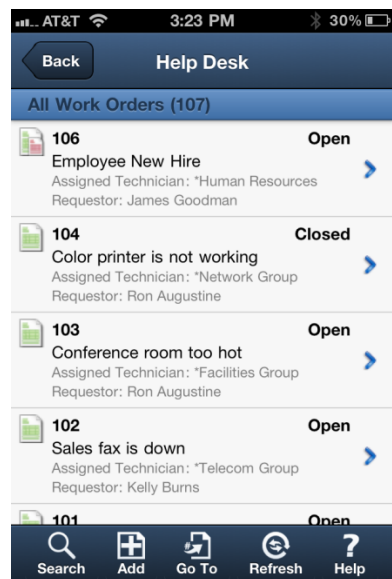 AT&T 3:23 PM 30%
Back Help Desk
All Work Orders (107)
106 Open
Employee New Hire
Assigned Technician: *Human Resources
Requestor: James Goodman
104 Closed
Color printer is not working
Assigned Technician: *Network Group
Requestor: Ron Augustine
103 Open
Conference room too hot
Assigned Technician: *Facilities Group
Requestor: Ron Augustine
102 Open
Sales fax is down
Assigned Technician: *Telecom Group
Requestor: Kelly Burns
101 Open
Search Add Go To Refresh Help